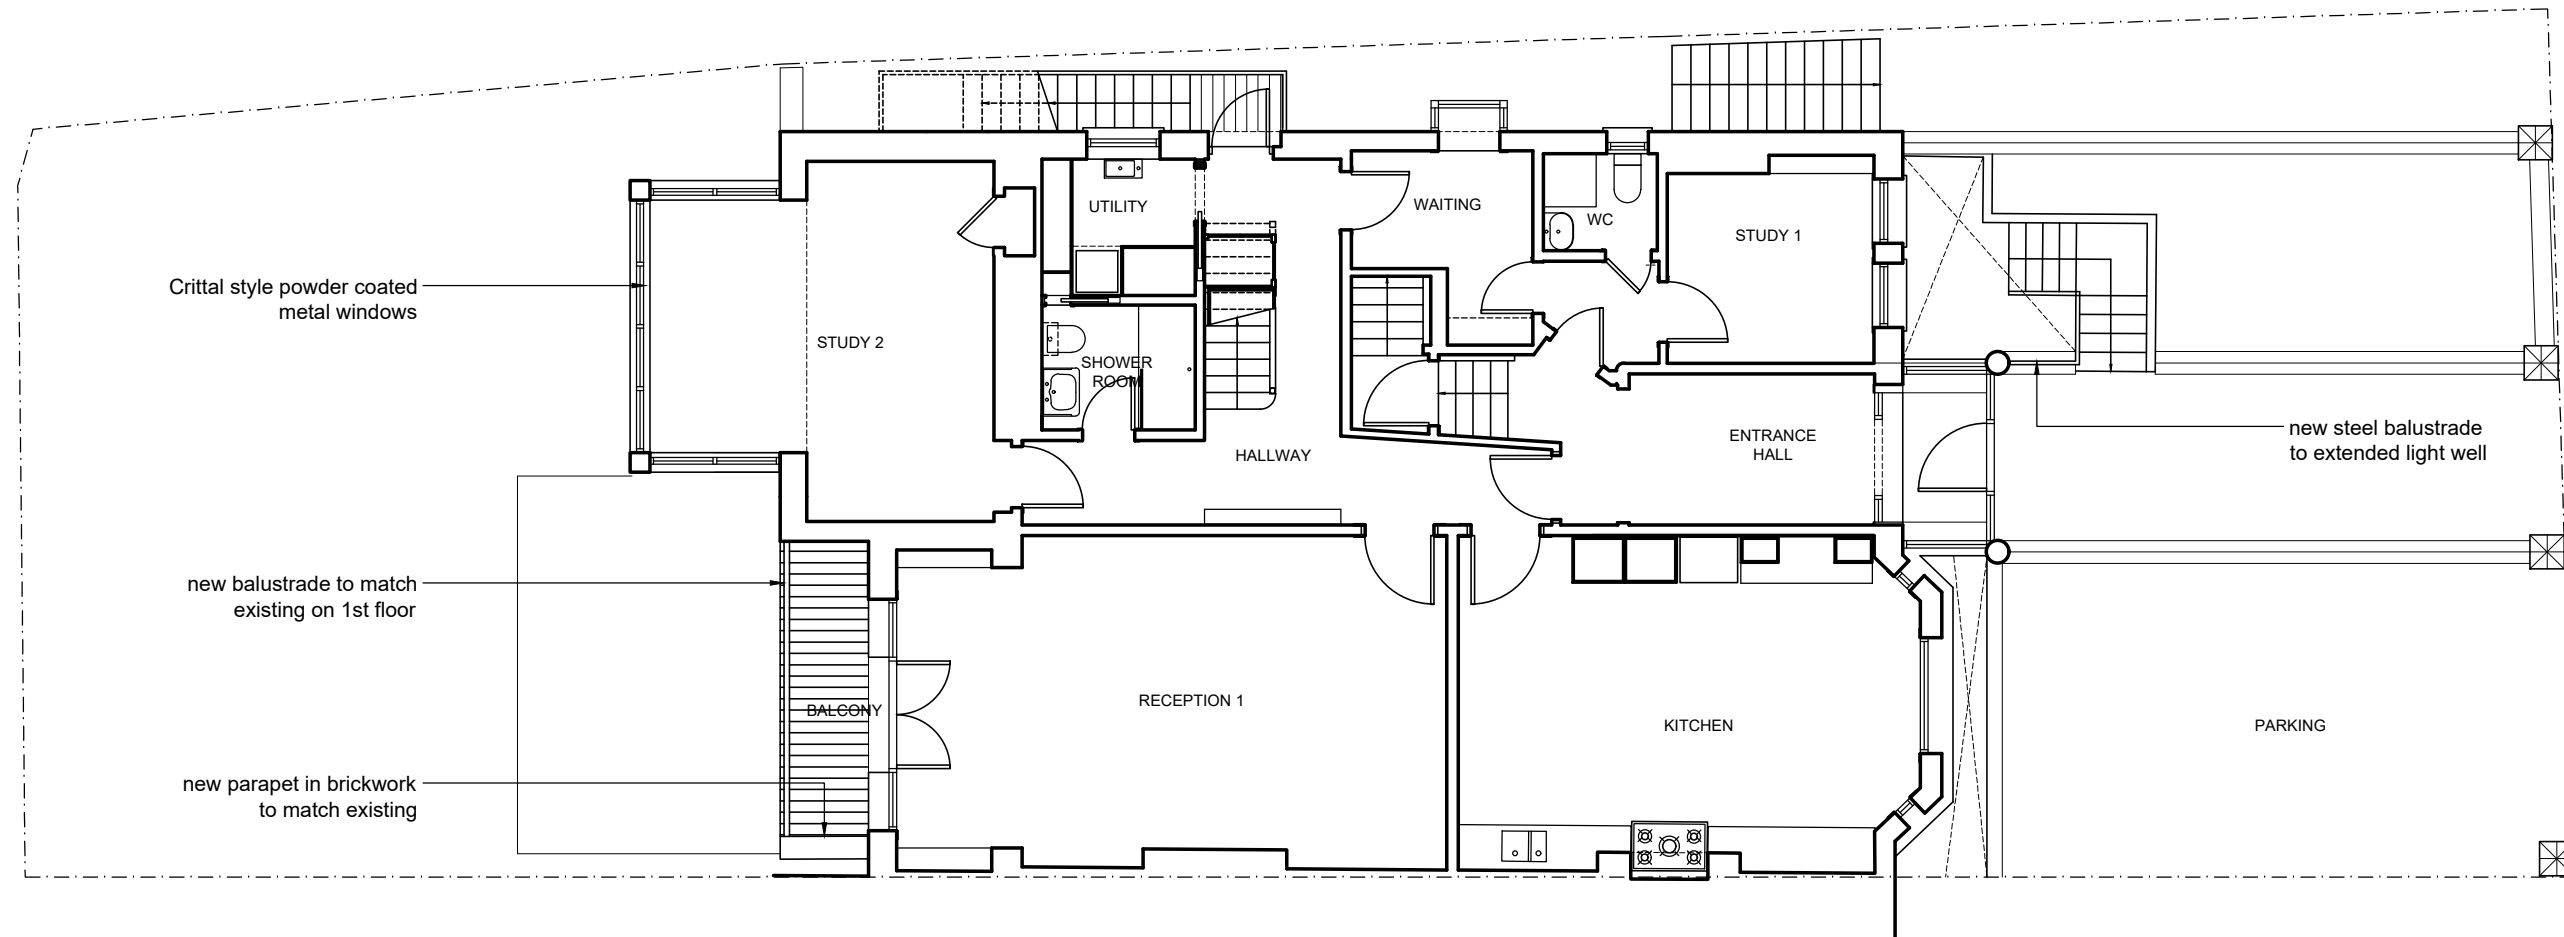 UTILITY
WAITING
WC
STUDY 1
Crittal style powder coated
metal windows
STUDY 2
SHOWER
ROOM
HALLWAY
ENTRANCE
HALL
new steel balustrade
to extended light well
new balustrade to match
existing on 1st floor
BALCONY
RECEPTION 1
KITCHEN
PARKING
new parapet in brickwork
to match existing